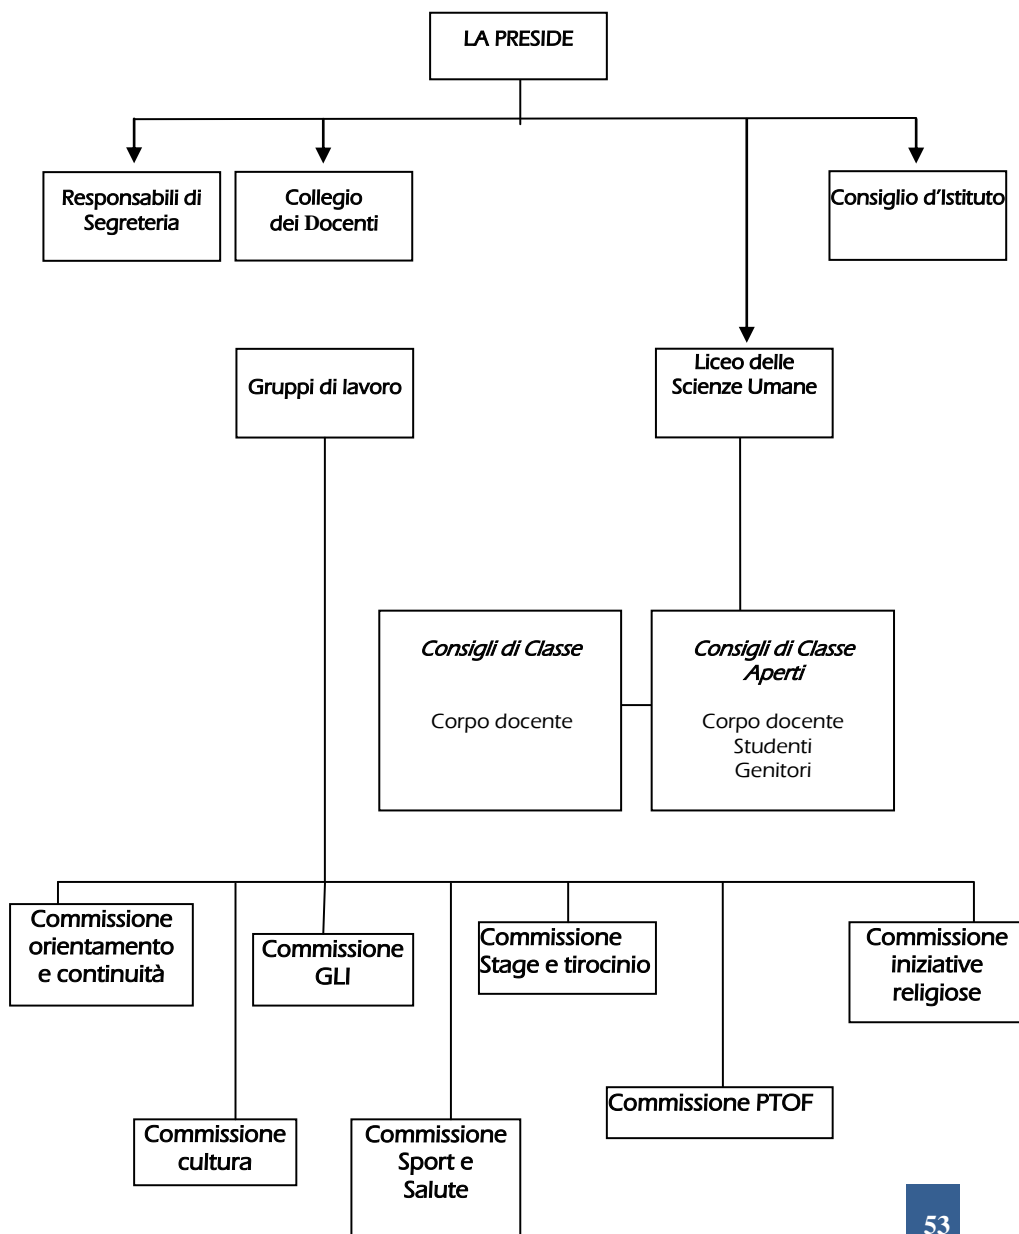 LA PRESIDE
Responsabili di
Segreteria
Collegio
dei Docenti
Consiglio d'Istituto
Gruppi di lavoro
Liceo delle
Scienze Umane
Consigli di Classe
Corpo docente
Consigli di Classe
Aperti
Corpo docente
Studenti
Genitori
Commissione
orientamento
e continuità
Commissione
GLI
Commissione
Stage e tirocinio
Commissione
iniziative
religiose
Commissione PTOF
Commissione
cultura
Commissione
Sport e
Salute
53